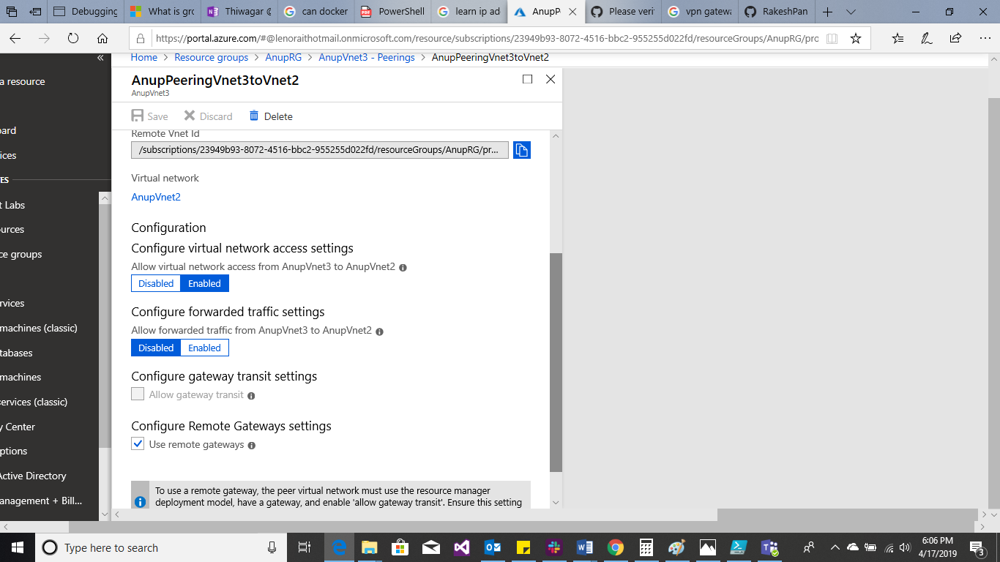 Debugging
What is gro
Thiwagar @
can docker
PowerShell
learn ip ad
AnupP
Please veri
vpn gatewa
RakeshPan
https://portal.azure.com/#@lenoraithotmail.onmicrosoft.com/resource/subscriptions/23949b93-8072-4516-bbc2-955255d022fd/resourceGroups/AnupRG/pro
Home > Resource groups > AnupRG > AnupVnet3 - Peerings > AnupPeeringVnet3toVnet2
a resource
oard
ices
ES
t Labs
ources
ce groups
rvices
machines (classic)
tabases
machines
ervices (classic)
y Center
iptions
Active Directory
anagement + Bill...
AnupPeeringVnet3toVnet2
AnupVnet3
Save Discard Delete
Remote Vnet Id
/subscriptions/23949b93-8072-4516-bbc2-955255d022fd/resourceGroups/AnupRG/pr...
Virtual network
AnupVnet2
Configuration
Configure virtual network access settings
Allow virtual network access from AnupVnet3 to AnupVnet2
Disabled Enabled
Configure forwarded traffic settings
Allow forwarded traffic from AnupVnet3 to AnupVnet2
Disabled Enabled
Configure gateway transit settings
Allow gateway transit
Configure Remote Gateways settings
Use remote gateways
To use a remote gateway, the peer virtual network must use the resource manager
deployment model, have a gateway, and enable 'allow gateway transit'. Ensure this setting
Type here to search
6:06 PM
4/17/2019
3